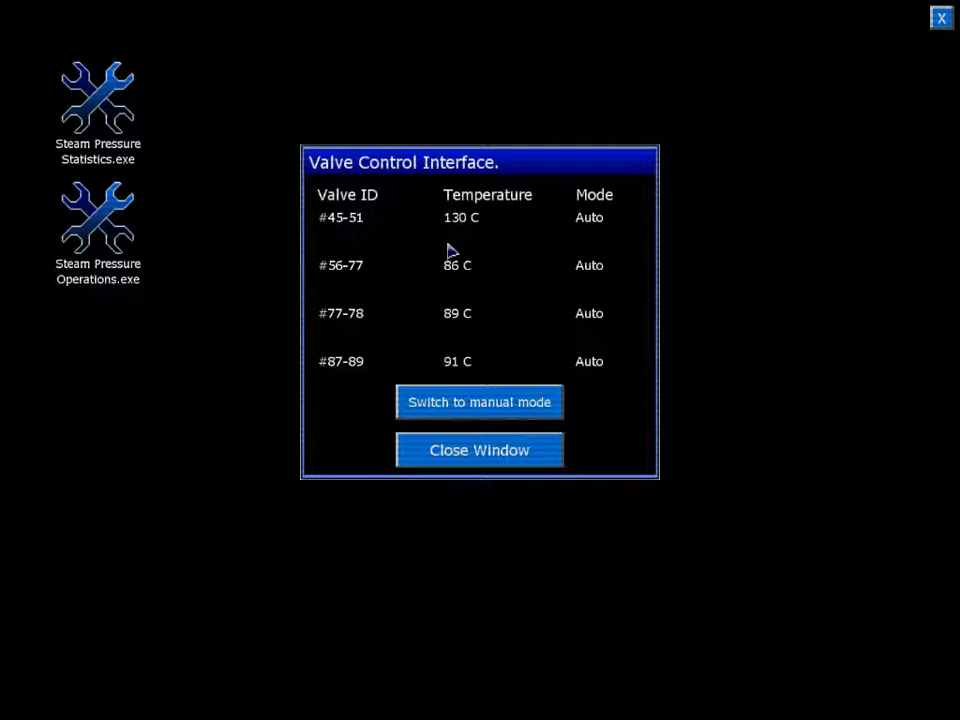 X
Steam Pressure
Statistics.exe
Steam Pressure
Operations.exe
Valve Control Interface.
Valve ID Temperature Mode
#45-51 130 C Auto
#56-77 86 C Auto
#77-78 89 C Auto
#87-89 91 C Auto
Switch to manual mode
Close Window